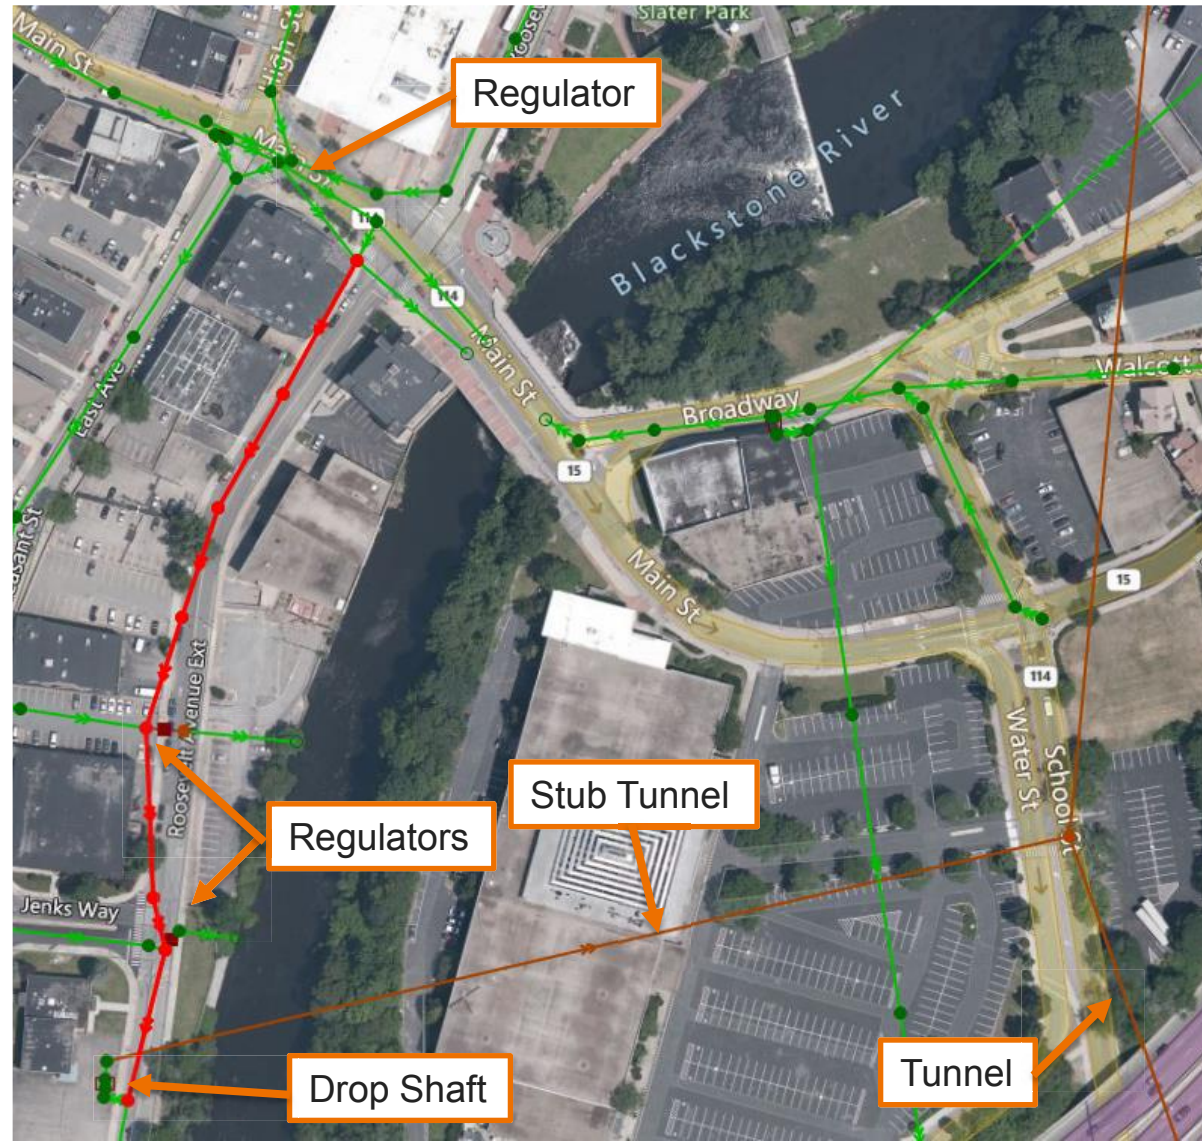 Slater Park
Main St
High St
Roosev
Regulator
Main St
114
Blackstone River
114
Main St
East Ave
Broadway
Walcott
15
easant St
Main St
15
114
Roosevelt Avenue Ext
Water St
School St
Stub Tunnel
Regulators
Jenks Way
Drop Shaft
Tunnel